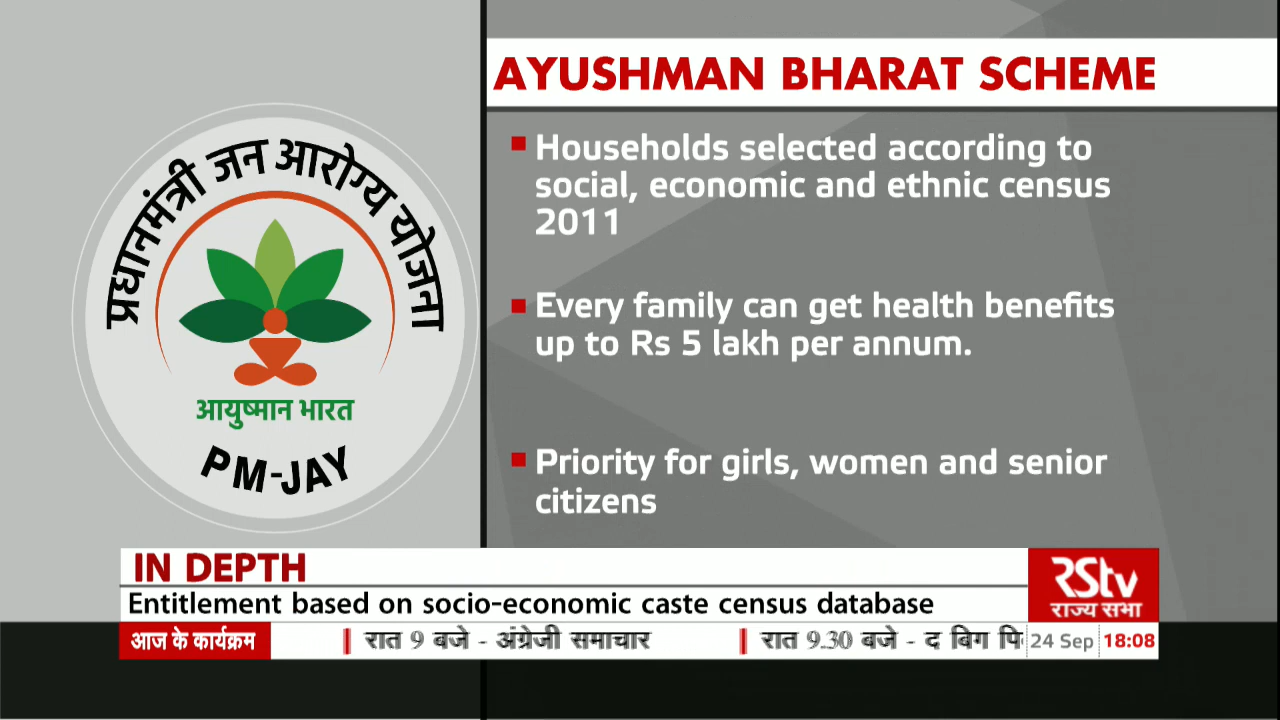 AYUSHMAN BHARAT SCHEME
Households selected according to
social, economic and ethnic census
2011
Every family can get health benefits
up to Rs 5 lakh per annum.
Priority for girls, women and senior
citizens
प्रधानमंत्री जन आरोग्य योजना
आयुष्मान भारत
PM-JAY
IN DEPTH
Entitlement based on socio-economic caste census database
RStv
राज्य सभा
आज के कार्यक्रम
रात 9 बजे - अंग्रेजी समाचार
रात 9.30 बजे - द बिग पि
24 Sep
18:08